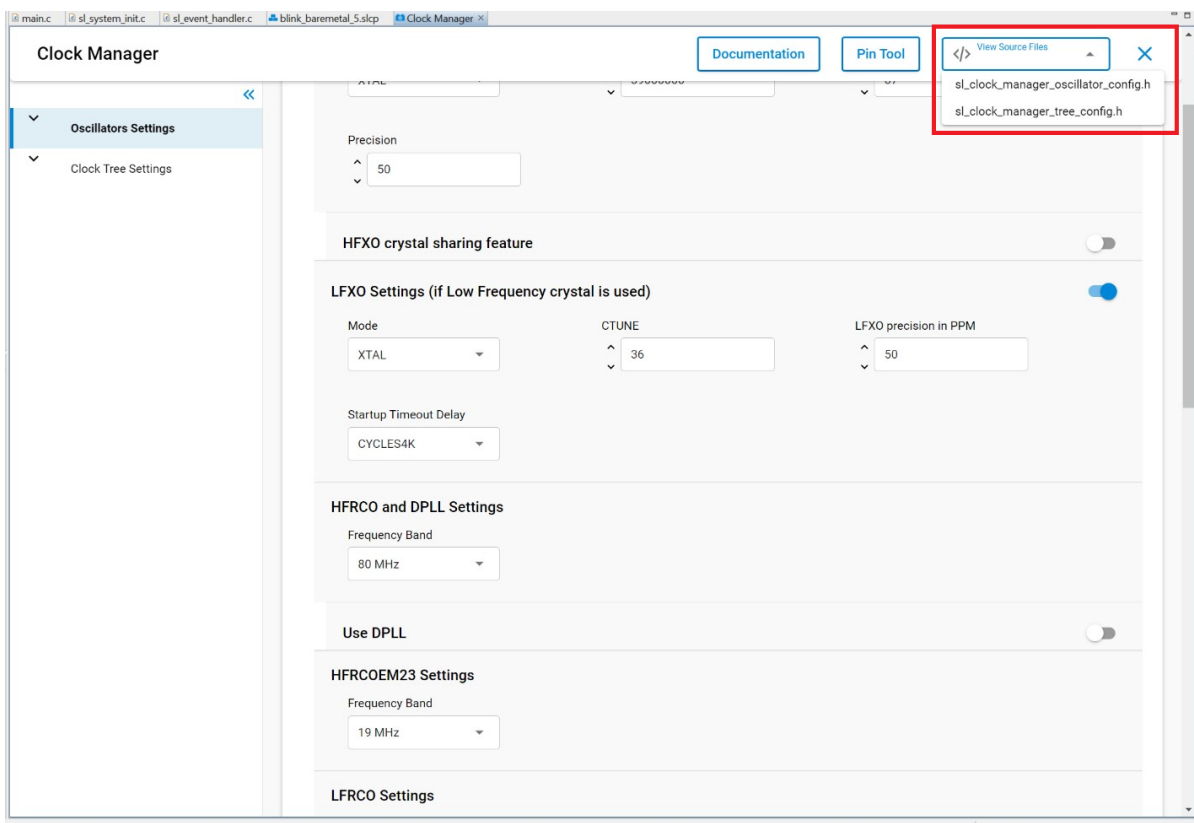 main.c sl_system_init.c sl_event_handler.c blink_baremetal_5.slcp Clock Manager
Clock Manager
Documentation
Pin Tool
</> View Source Files
sl_clock_manager_oscillator_config.h
sl_clock_manager_tree_config.h
Oscillators Settings
Clock Tree Settings
Precision
50
HFXO crystal sharing feature
LFXO Settings (if Low Frequency crystal is used)
Mode CTUNE LFXO precision in PPM
XTAL 36 50
Startup Timeout Delay
CYCLES4K
HFRCO and DPLL Settings
Frequency Band
80 MHz
Use DPLL
HFRCOEM23 Settings
Frequency Band
19 MHz
LFRCO Settings